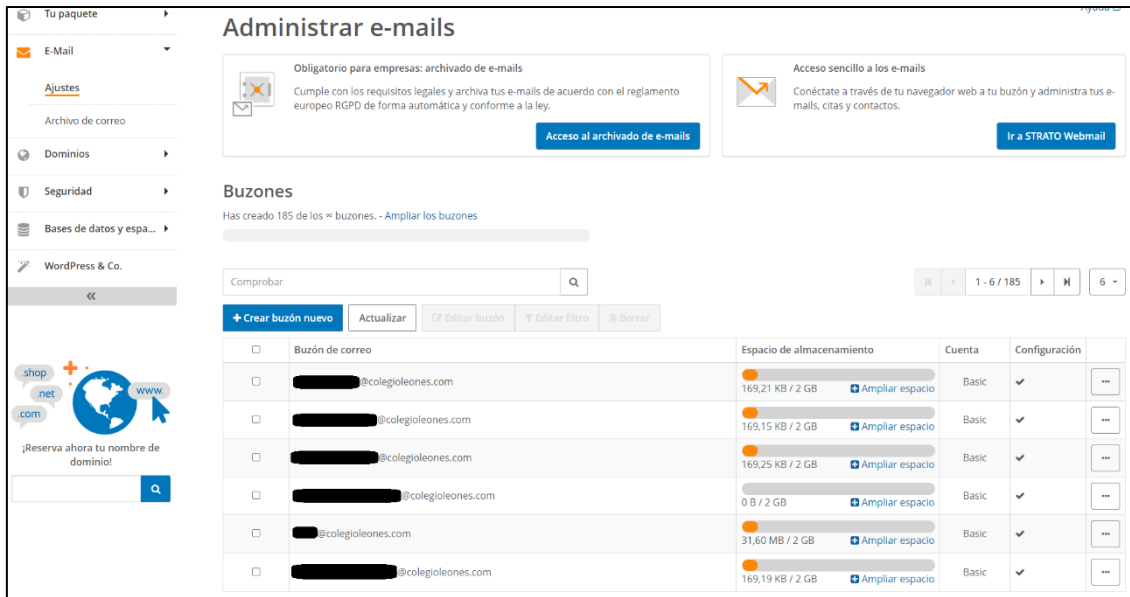 Ayuda
Tu paquete
E-Mail
Ajustes
Archivo de correo
Dominios
Seguridad
Bases de datos y espa...
WordPress & Co.
.shop
.net
.com
www.
¡Reserva ahora tu nombre de
dominio!
Administrar e-mails
Obligatorio para empresas: archivado de e-mails
Cumple con los requisitos legales y archiva tus e-mails de acuerdo con el reglamento
europeo RGPD de forma automática y conforme a la ley.
Acceso al archivado de e-mails
Acceso sencillo a los e-mails
Conéctate a través de tu navegador web a tu buzón y administra tus e-
mails, citas y contactos.
Ir a STRATO Webmail
Buzones
Has creado 185 de los ∞ buzones. - Ampliar los buzones
Comprobar
1 - 6 / 185
6
+ Crear buzón nuevo Actualizar Editar buzón Editar filtro Borrar
Buzón de correo Espacio de almacenamiento Cuenta Configuración
@colegioleones.com 169,21 KB / 2 GB Ampliar espacio Basic
@colegioleones.com 169,15 KB / 2 GB Ampliar espacio Basic
@colegioleones.com 169,25 KB / 2 GB Ampliar espacio Basic
@colegioleones.com 0 B / 2 GB Ampliar espacio Basic
@colegioleones.com 31,60 MB / 2 GB Ampliar espacio Basic
@colegioleones.com 169,19 KB / 2 GB Ampliar espacio Basic